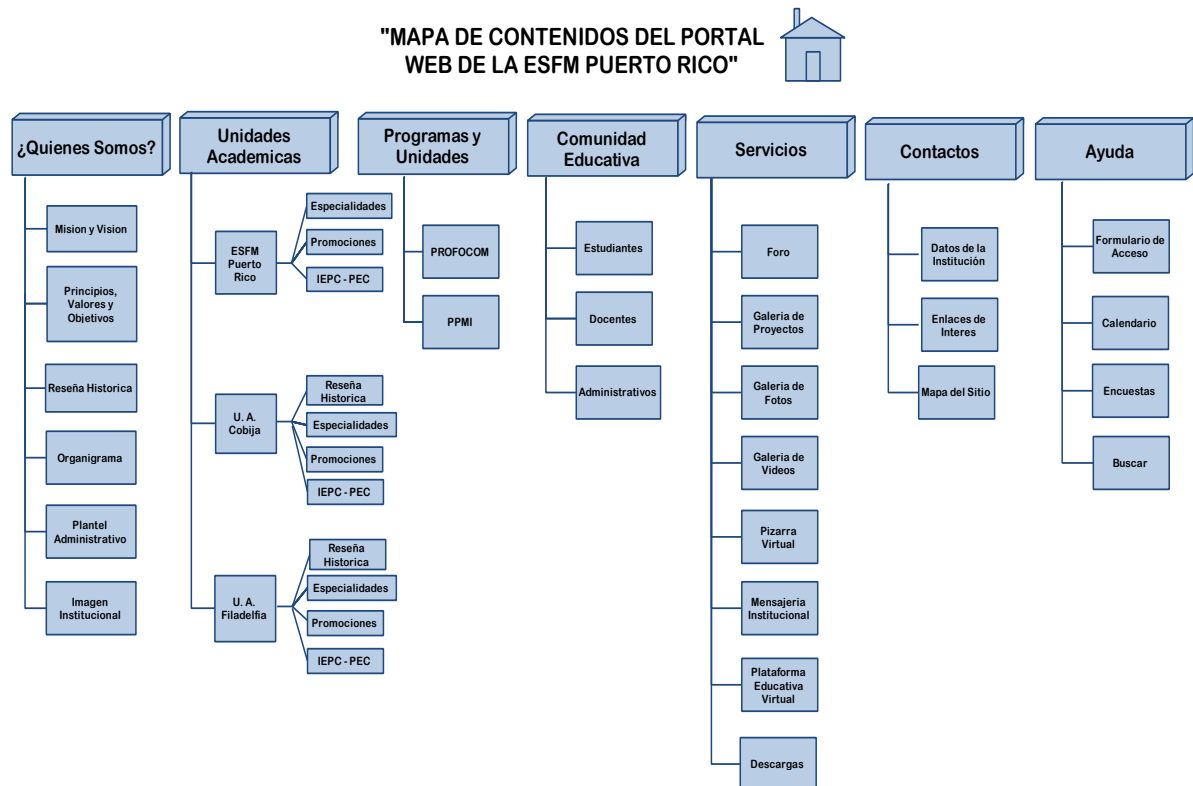 "MAPA DE CONTENIDOS DEL PORTAL
WEB DE LA ESFM PUERTO RICO"
¿Quienes Somos?
Mision y Vision
Principios,
Valores y
Objetivos
Reseña Historica
Organigrama
Plantel
Administrativo
Imagen
Institucional
Unidades
Academicas
ESFM
Puerto
Rico
Especialidades
Promociones
IEPC - PEC
U. A.
Cobija
Reseña
Historica
Especialidades
Promociones
IEPC - PEC
U. A.
Filadelfia
Reseña
Historica
Especialidades
Promociones
IEPC - PEC
Programas y
Unidades
PROFOCOM
PPMI
Comunidad
Educativa
Estudiantes
Docentes
Administrativos
Servicios
Foro
Galeria de
Proyectos
Galeria de
Fotos
Galeria de
Videos
Pizarra
Virtual
Mensajeria
Institucional
Plataforma
Educativa
Virtual
Descargas
Contactos
Datos de la
Institución
Enlaces de
Interes
Mapa del Sitio
Ayuda
Formulario de
Acceso
Calendario
Encuestas
Buscar